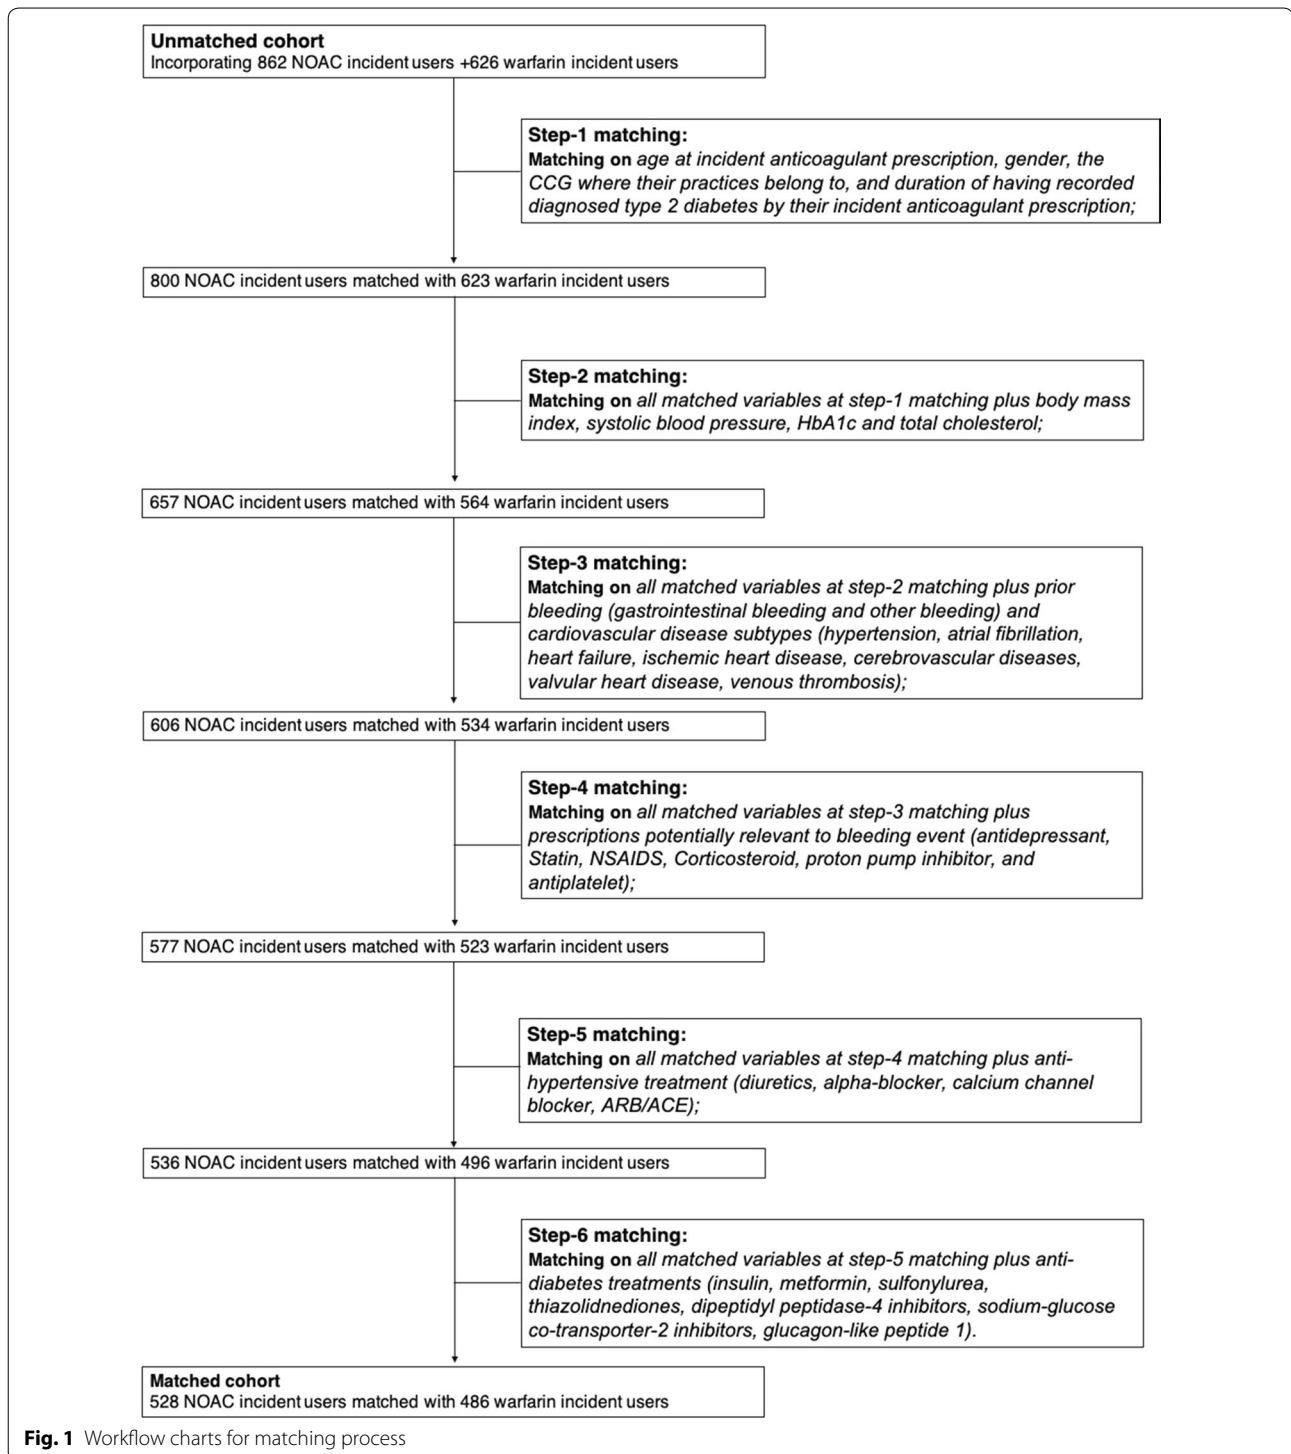 Unmatched cohort
Incorporating 862 NOAC incident users +626 warfarin incident users
Step-1 matching:
Matching on age at incident anticoagulant prescription, gender, the
CCG where their practices belong to, and duration of having recorded
diagnosed type 2 diabetes by their incident anticoagulant prescription;
800 NOAC incident users matched with 623 warfarin incident users
Step-2 matching:
Matching on all matched variables at step-1 matching plus body mass
index, systolic blood pressure, HbA1c and total cholesterol;
657 NOAC incident users matched with 564 warfarin incident users
Step-3 matching:
Matching on all matched variables at step-2 matching plus prior
bleeding (gastrointestinal bleeding and other bleeding) and
cardiovascular disease subtypes (hypertension, atrial fibrillation,
heart failure, ischemic heart disease, cerebrovascular diseases,
valvular heart disease, venous thrombosis);
606 NOAC incident users matched with 534 warfarin incident users
Step-4 matching:
Matching on all matched variables at step-3 matching plus
prescriptions potentially relevant to bleeding event (antidepressant,
Statin, NSAIDS, Corticosteroid, proton pump inhibitor, and
antiplatelet);
577 NOAC incident users matched with 523 warfarin incident users
Step-5 matching:
Matching on all matched variables at step-4 matching plus anti-
hypertensive treatment (diuretics, alpha-blocker, calcium channel
blocker, ARB/ACE);
536 NOAC incident users matched with 496 warfarin incident users
Step-6 matching:
Matching on all matched variables at step-5 matching plus anti-
diabetes treatments (insulin, metformin, sulfonylurea,
thiazolidnediones, dipeptidyl peptidase-4 inhibitors, sodium-glucose
co-transporter-2 inhibitors, glucagon-like peptide 1).
Matched cohort
528 NOAC incident users matched with 486 warfarin incident users
Fig. 1 Workflow charts for matching process